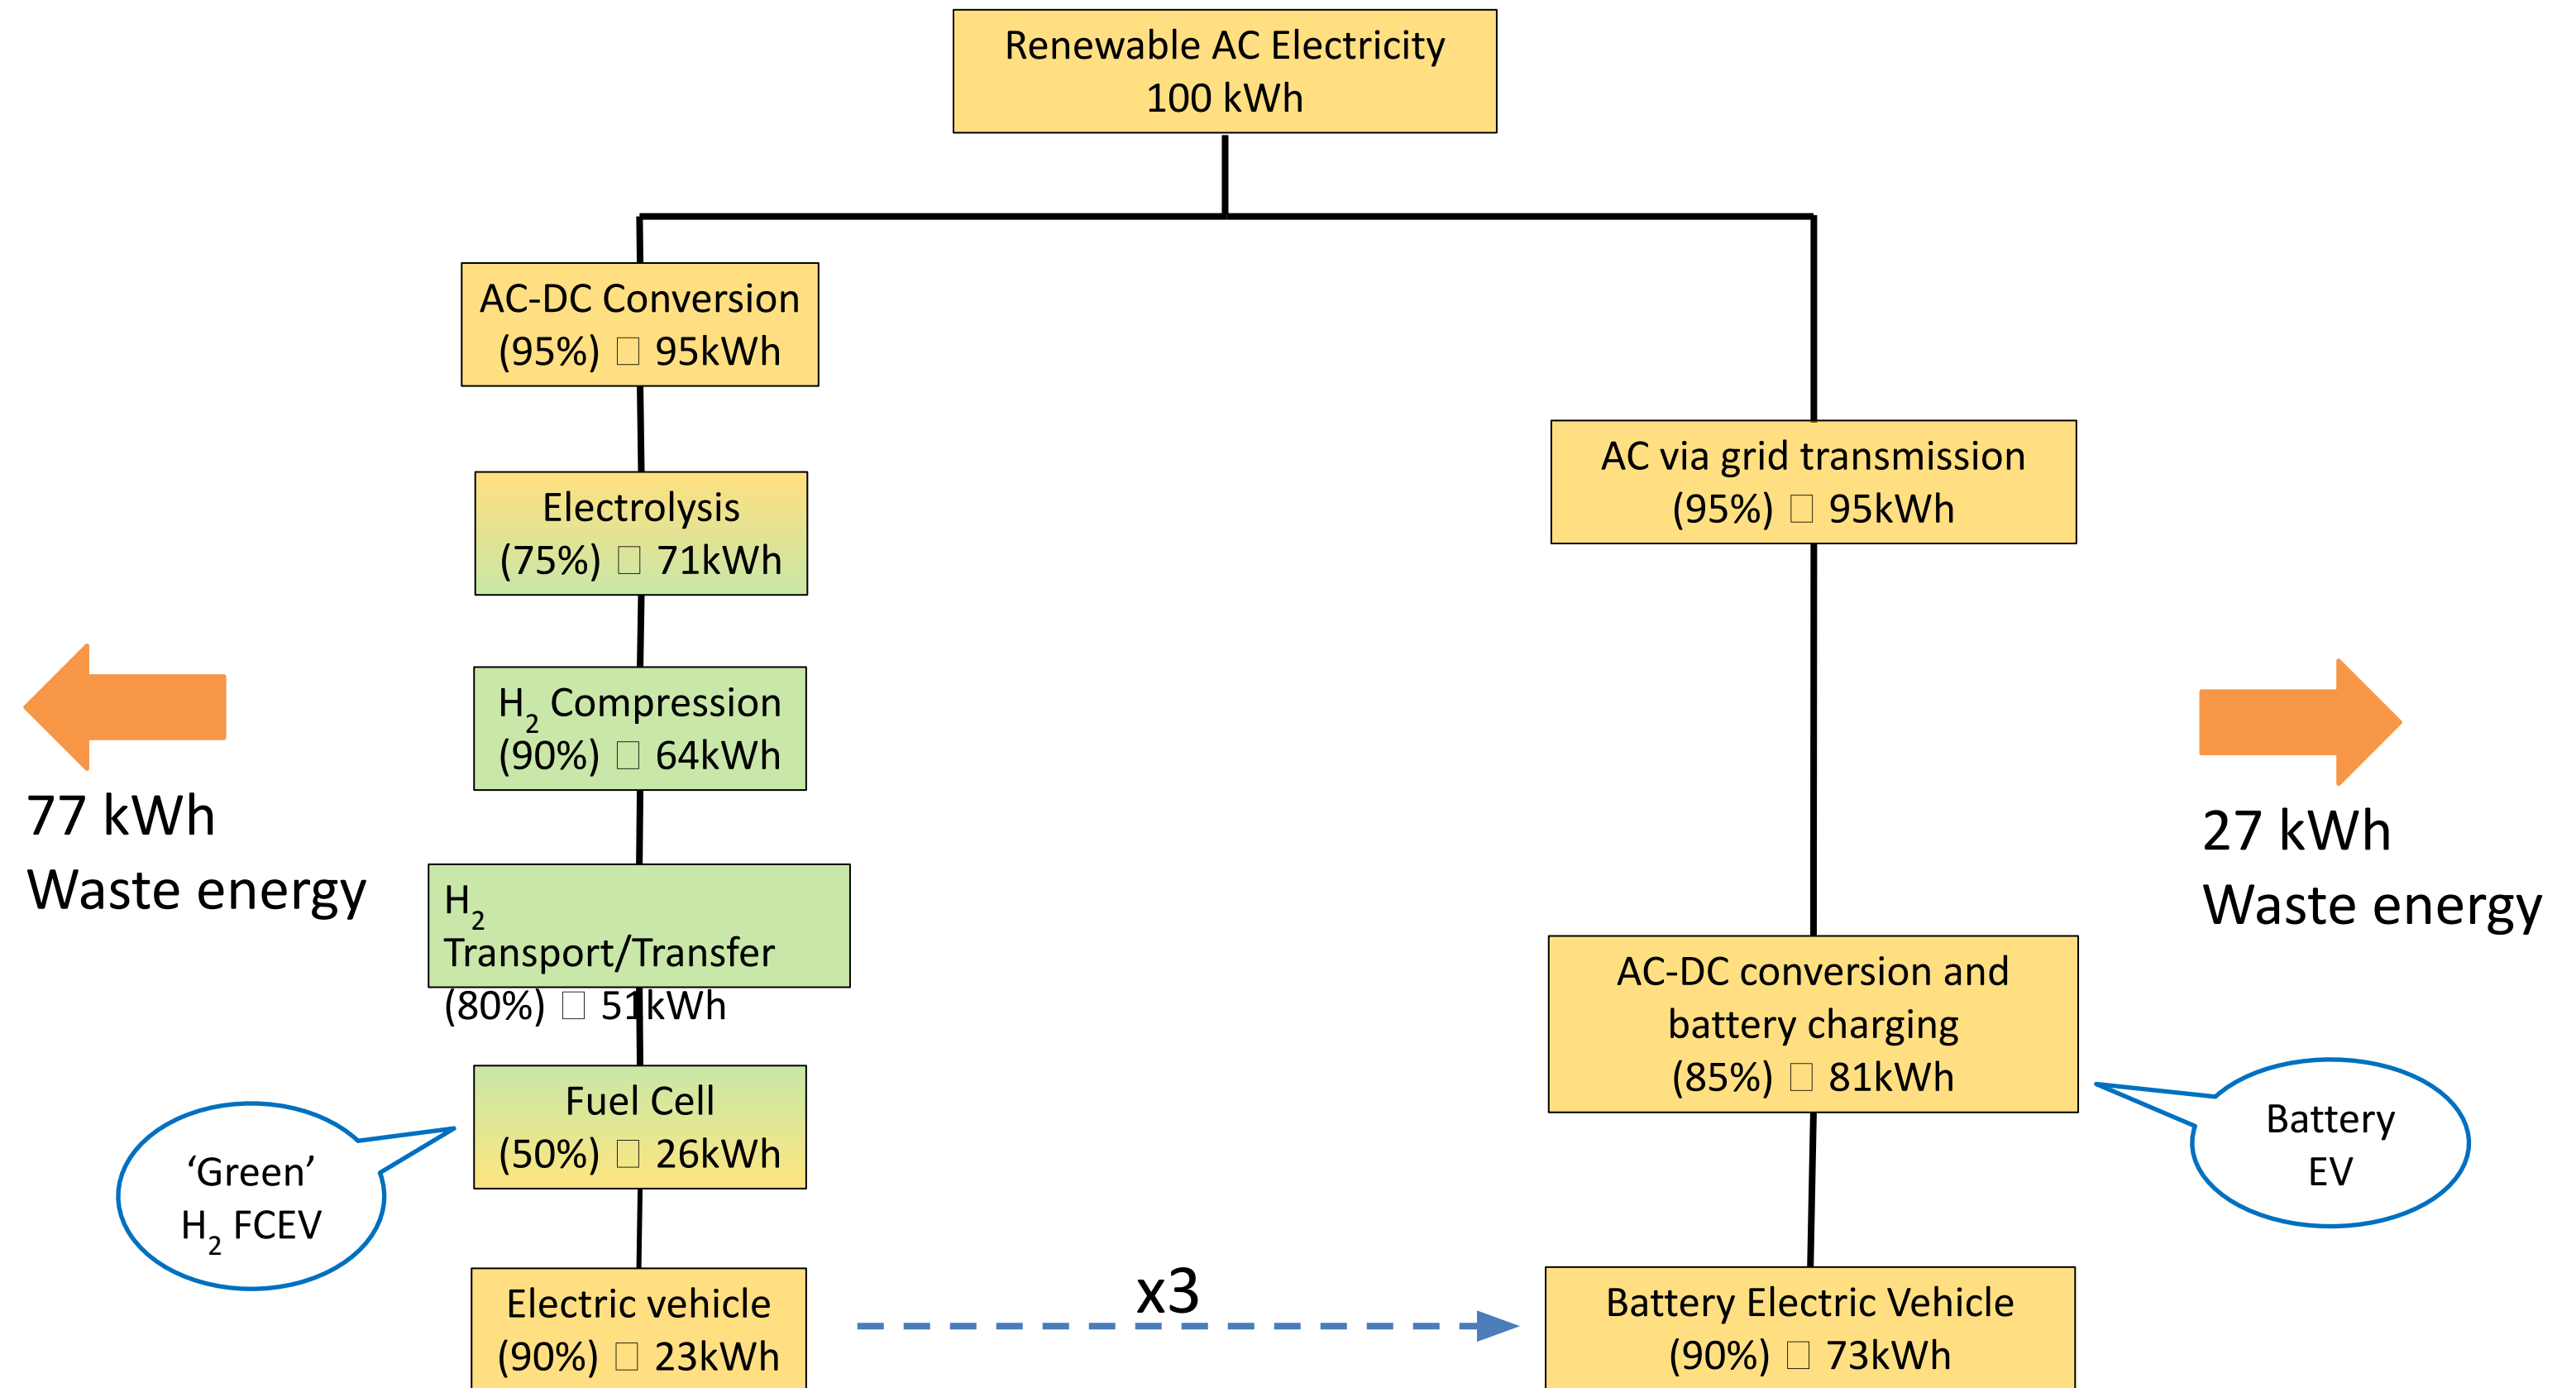 Renewable AC Electricity
100 kWh
AC-DC Conversion
(95%) □ 95kWh
Electrolysis
(75%) □ 71kWh
H₂ Compression
(90%) □ 64kWh
H₂
Transport/Transfer
(80%) □ 51kWh
Fuel Cell
(50%) □ 26kWh
Electric vehicle
(90%) □ 23kWh
77 kWh
Waste energy
‘Green’
H₂ FCEV
x3
AC via grid transmission
(95%) □ 95kWh
AC-DC conversion and
battery charging
(85%) □ 81kWh
Battery Electric Vehicle
(90%) □ 73kWh
27 kWh
Waste energy
Battery
EV